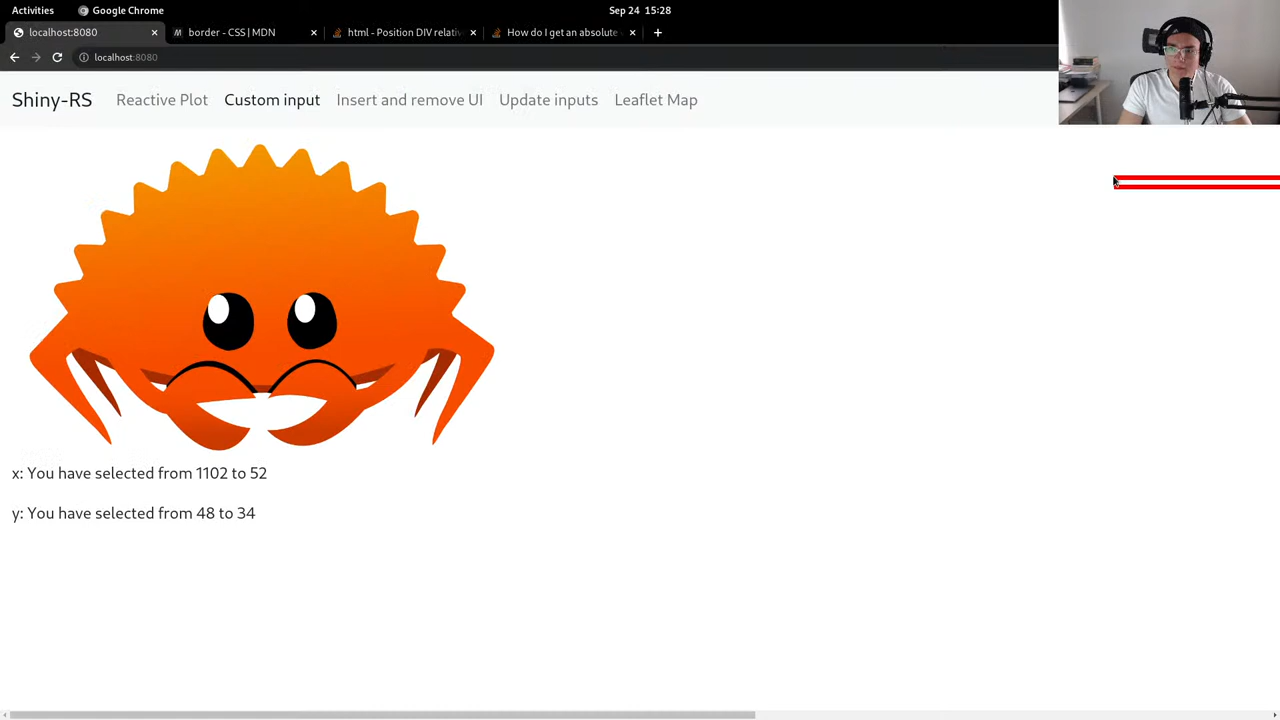 Activities
Google Chrome
Sep 24 15:28
localhost:8080
border - CSS | MDN
html - Position DIV relativ
How do I get an absolute
localhost:8080
Shiny-RS
Reactive Plot
Custom input
Insert and remove UI
Update inputs
Leaflet Map
x: You have selected from 1102 to 52
y: You have selected from 48 to 34